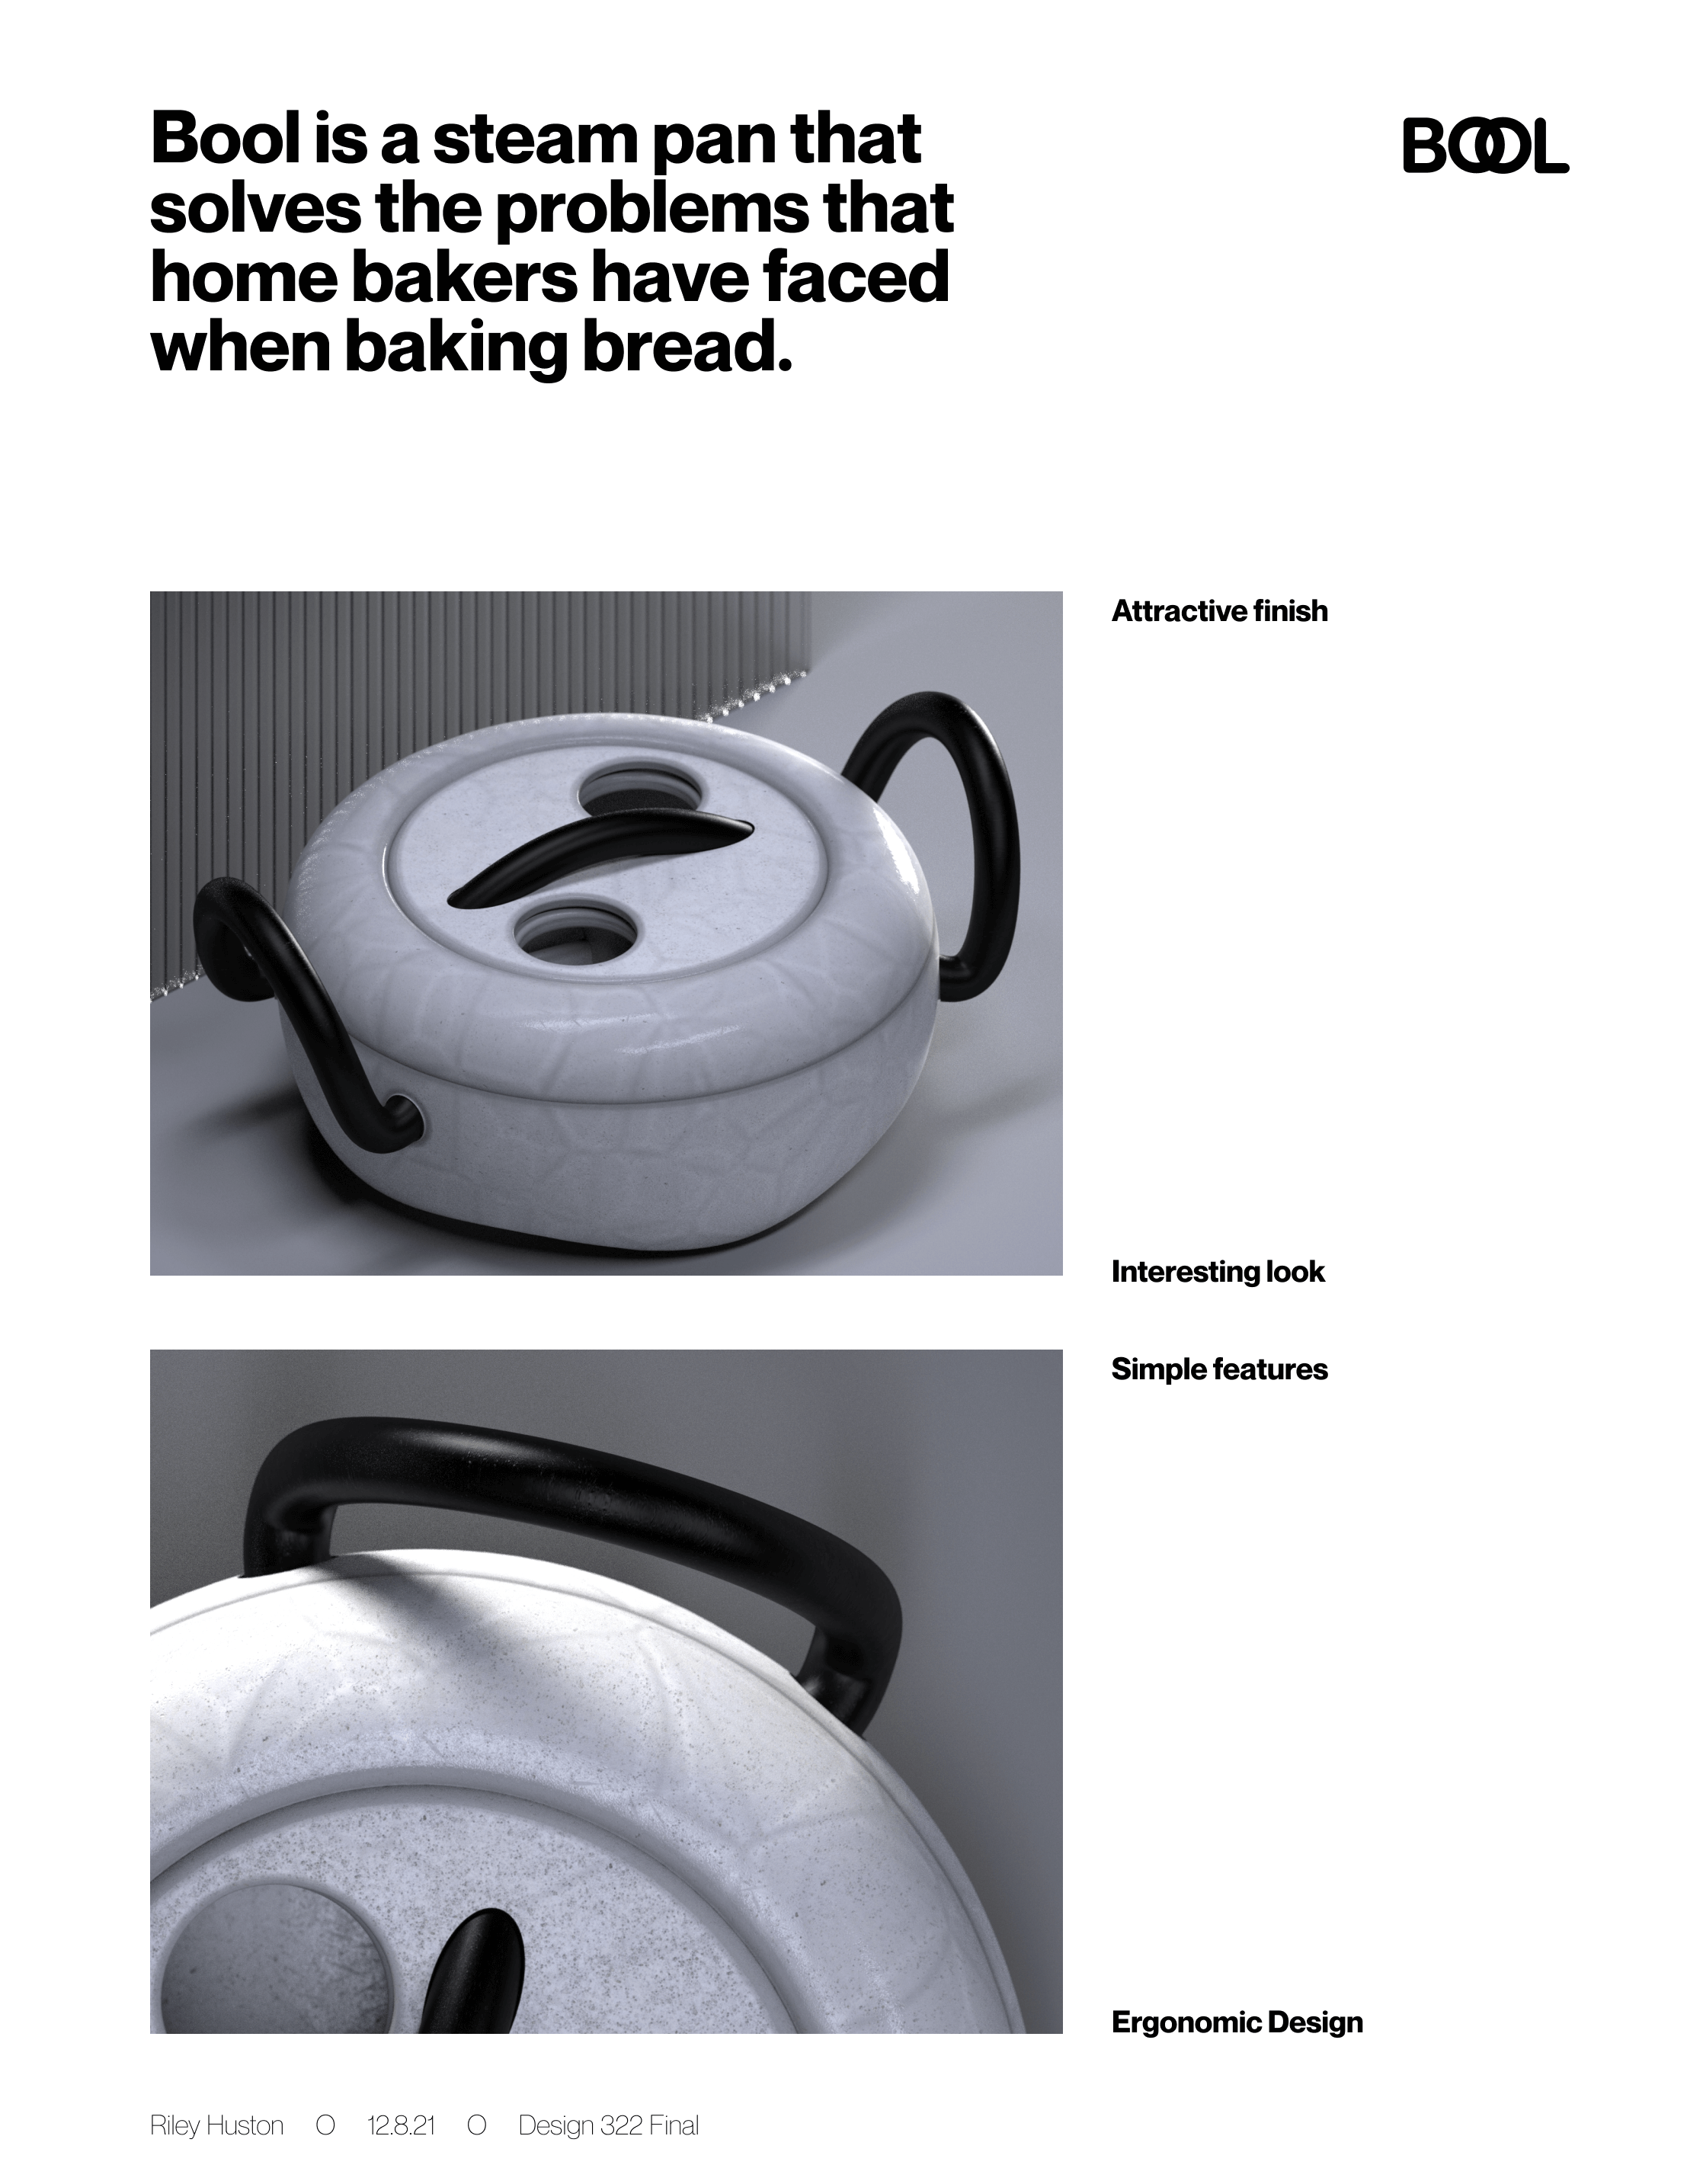 Bool is a steam pan that
solves the problems that
home bakers have faced
when baking bread.
BOOL
Attractive finish
Interesting look
Simple features
Ergonomic Design
Riley Huston O 12.8.21 O Design 322 Final